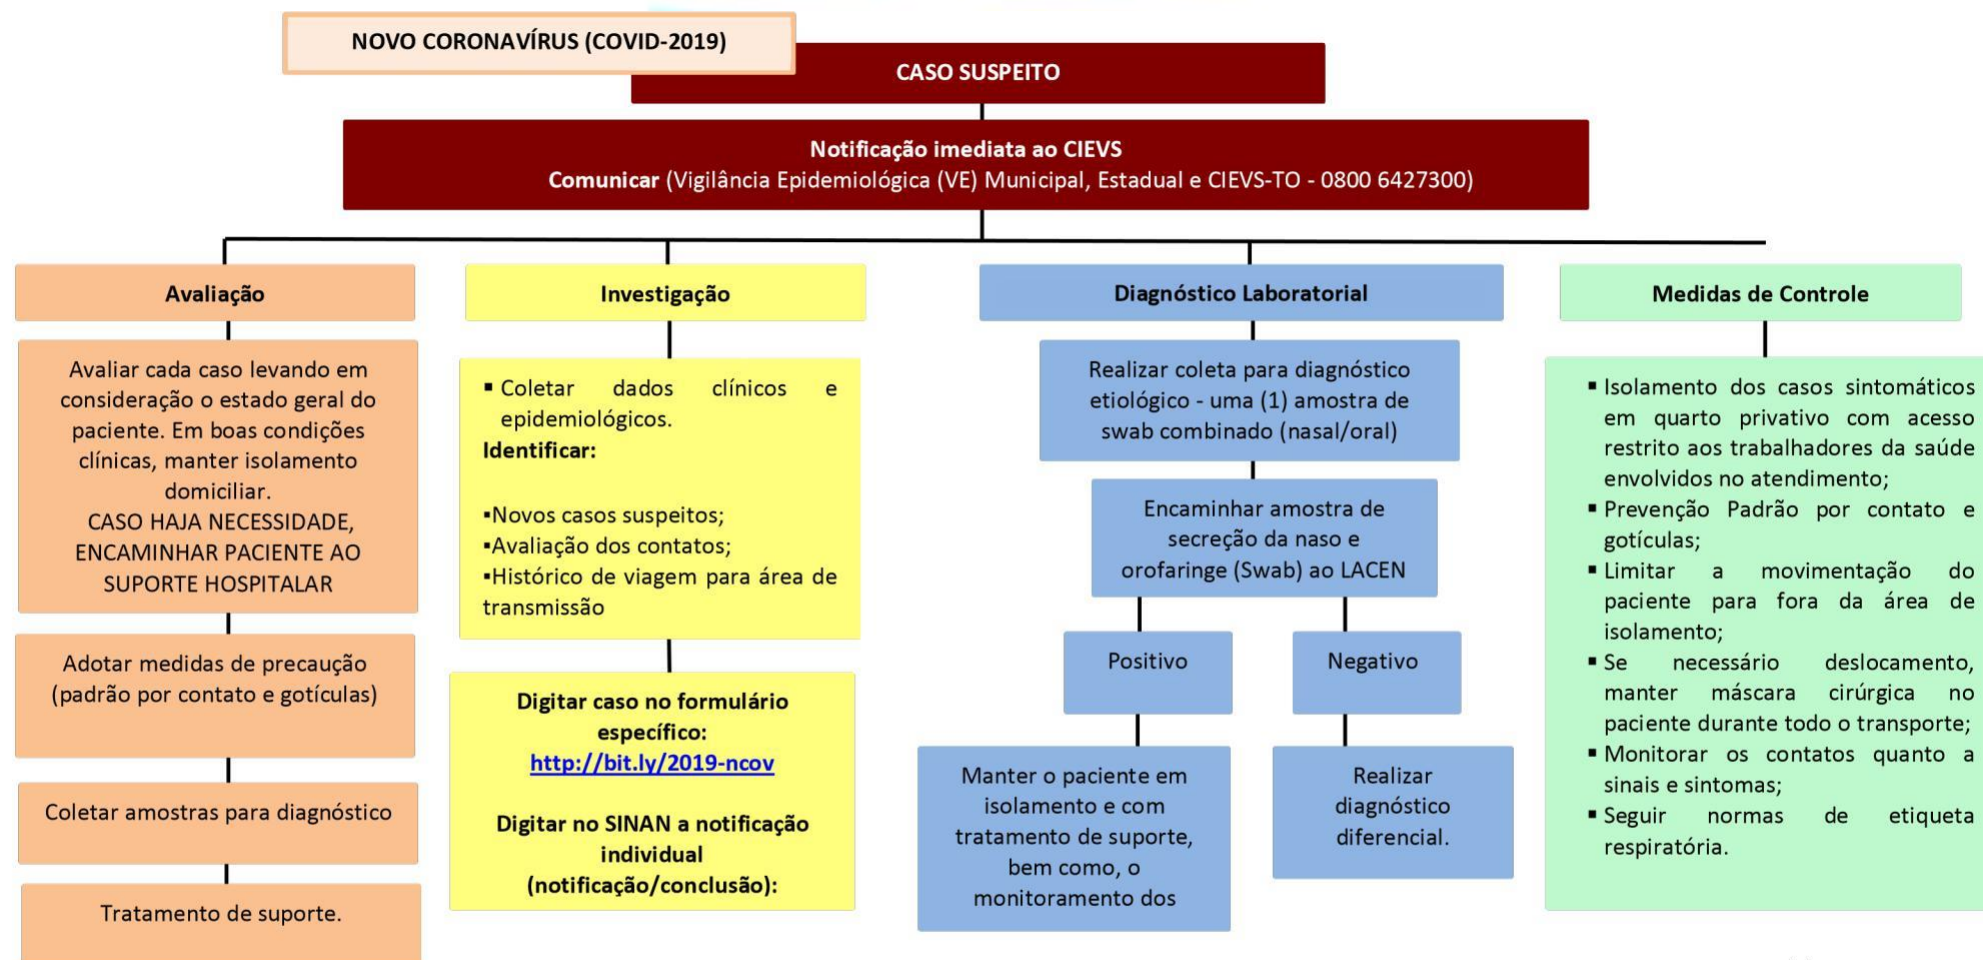 NOVO CORONAVÍRUS (COVID-2019)
CASO SUSPEITO
Notificação imediata ao CIEVS
Comunicar (Vigilância Epidemiológica (VE) Municipal, Estadual e CIEVS-TO - 0800 6427300)
Avaliação
Avaliar cada caso levando em
consideração o estado geral do
paciente. Em boas condições
clínicas, manter isolamento
domiciliar.
CASO HAJA NECESSIDADE,
ENCAMINHAR PACIENTE AO
SUPORTE HOSPITALAR
Adotar medidas de precaução
(padrão por contato e gotículas)
Coletar amostras para diagnóstico
Tratamento de suporte.
Investigação
▪ Coletar dados clínicos e
epidemiológicos.
Identificar:
▪Novos casos suspeitos;
▪Avaliação dos contatos;
▪Histórico de viagem para área de
transmissão
Digitar caso no formulário
específico:
http://bit.ly/2019-ncov
Digitar no SINAN a notificação
individual
(notificação/conclusão):
Diagnóstico Laboratorial
Realizar coleta para diagnóstico
etiológico - uma (1) amostra de
swab combinado (nasal/oral)
Encaminhar amostra de
secreção da naso e
orofaringe (Swab) ao LACEN
Positivo
Manter o paciente em
isolamento e com
tratamento de suporte,
bem como, o
monitoramento dos
Negativo
Realizar
diagnóstico
diferencial.
Medidas de Controle
▪ Isolamento dos casos sintomáticos
em quarto privativo com acesso
restrito aos trabalhadores da saúde
envolvidos no atendimento;
▪ Prevenção Padrão por contato e
gotículas;
▪ Limitar a movimentação do
paciente para fora da área de
isolamento;
▪ Se necessário deslocamento,
manter máscara cirúrgica no
paciente durante todo o transporte;
▪ Monitorar os contatos quanto a
sinais e sintomas;
▪ Seguir normas de etiqueta
respiratória.